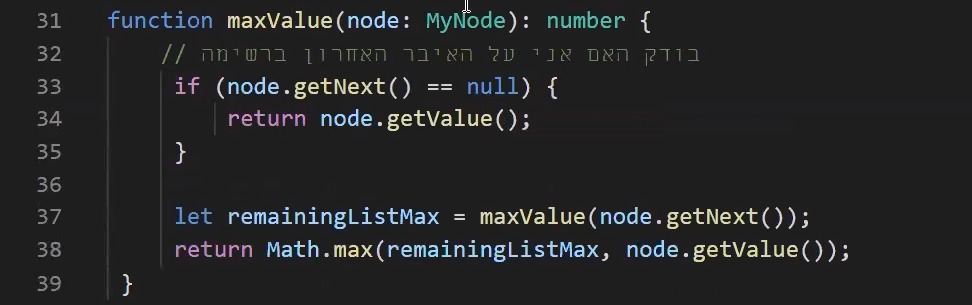 31 function maxValue(node: MyNode): number {
32 // בודק האם אני על האיבר האחרון ברשימה
33 if (node.getNext() == null) {
34 return node.getValue();
35 }
36
37 let remainingListMax = maxValue(node.getNext());
38 return Math.max(remainingListMax, node.getValue());
39 }